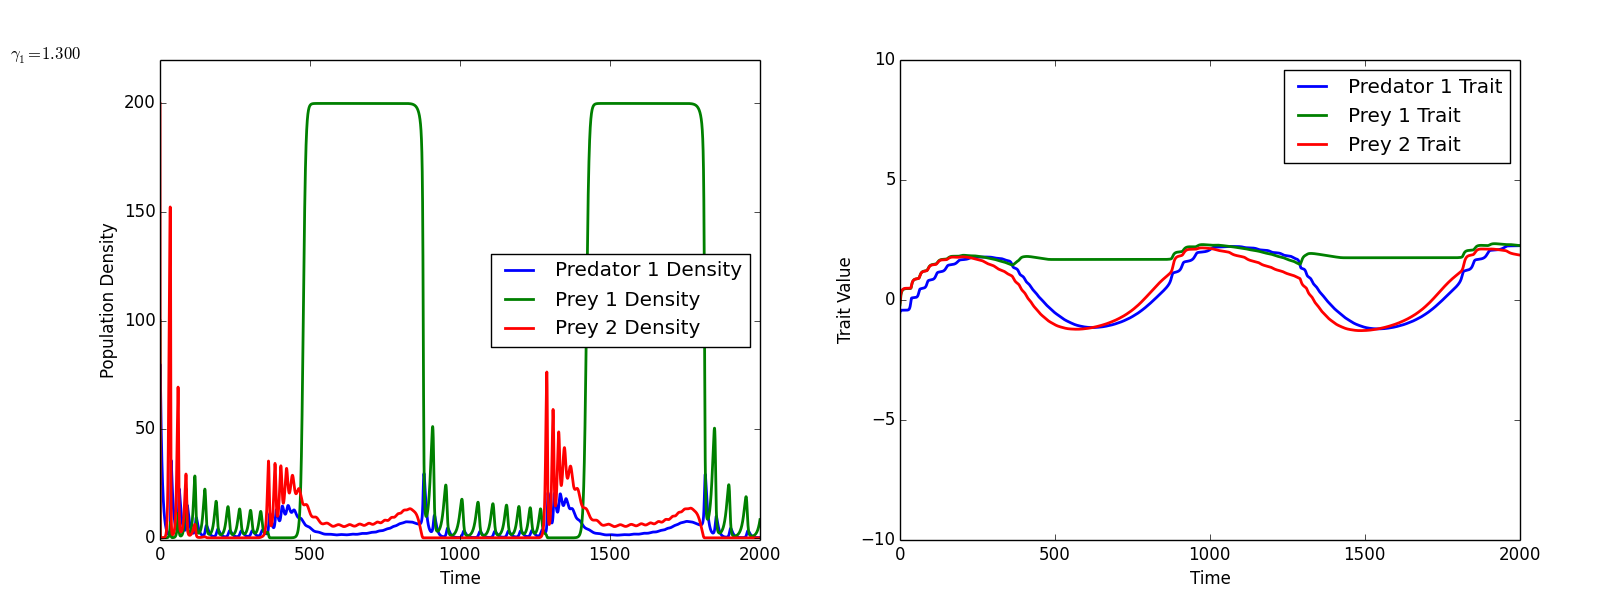 γ₁=1.300
200
150
100
50
0
Population Density
0
500
1000
1500
2000
Time
Predator 1 Density
Prey 1 Density
Prey 2 Density
10
5
0
−5
−10
Trait Value
0
500
1000
1500
2000
Time
Predator 1 Trait
Prey 1 Trait
Prey 2 Trait